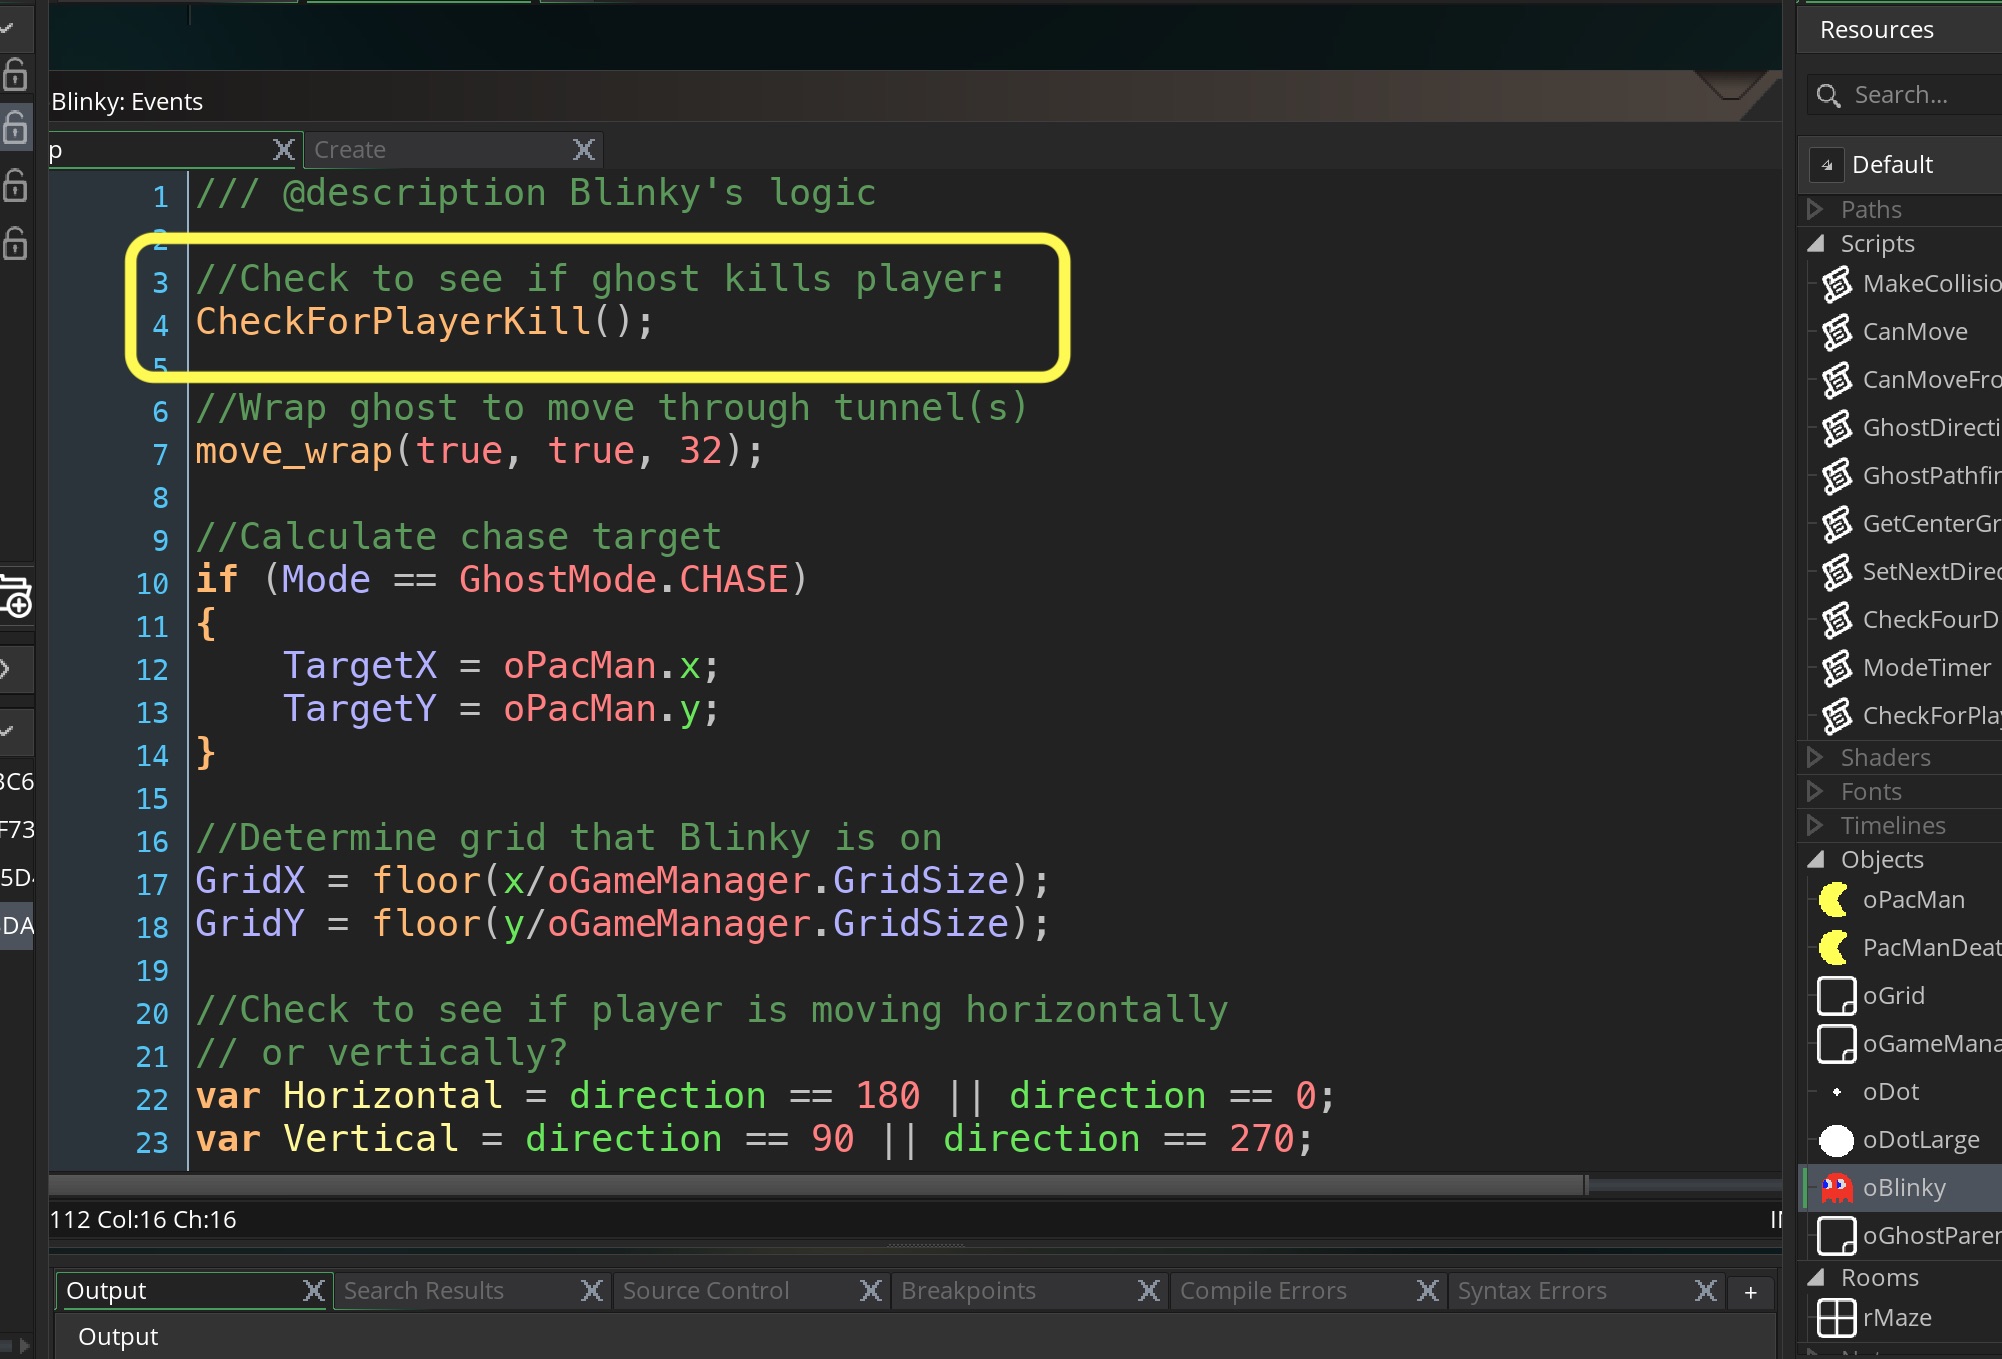 Blinky: Events
Create
1 /// @description Blinky's logic
2
3 //Check to see if ghost kills player:
4 CheckForPlayerKill();
5
6 //Wrap ghost to move through tunnel(s)
7 move_wrap(true, true, 32);
8
9 //Calculate chase target
10 if (Mode == GhostMode.CHASE)
11 {
12 TargetX = oPacMan.x;
13 TargetY = oPacMan.y;
14 }
15
16 //Determine grid that Blinky is on
17 GridX = floor(x/oGameManager.GridSize);
18 GridY = floor(y/oGameManager.GridSize);
19
20 //Check to see if player is moving horizontally
21 // or vertically?
22 var Horizontal = direction == 180 || direction == 0;
23 var Vertical = direction == 90 || direction == 270;
112 Col:16 Ch:16
Output
Search Results
Source Control
Breakpoints
Compile Errors
Syntax Errors
+
Output
Resources
Search...
Default
Paths
Scripts
MakeCollisio
CanMove
CanMoveFro
GhostDirecti
GhostPathfin
GetCenterGr
SetNextDirec
CheckFourD
ModeTimer
CheckForPlay
Shaders
Fonts
Timelines
Objects
oPacMan
PacManDeat
oGrid
oGameMana
oDot
oDotLarge
oBlinky
oGhostParen
Rooms
rMaze